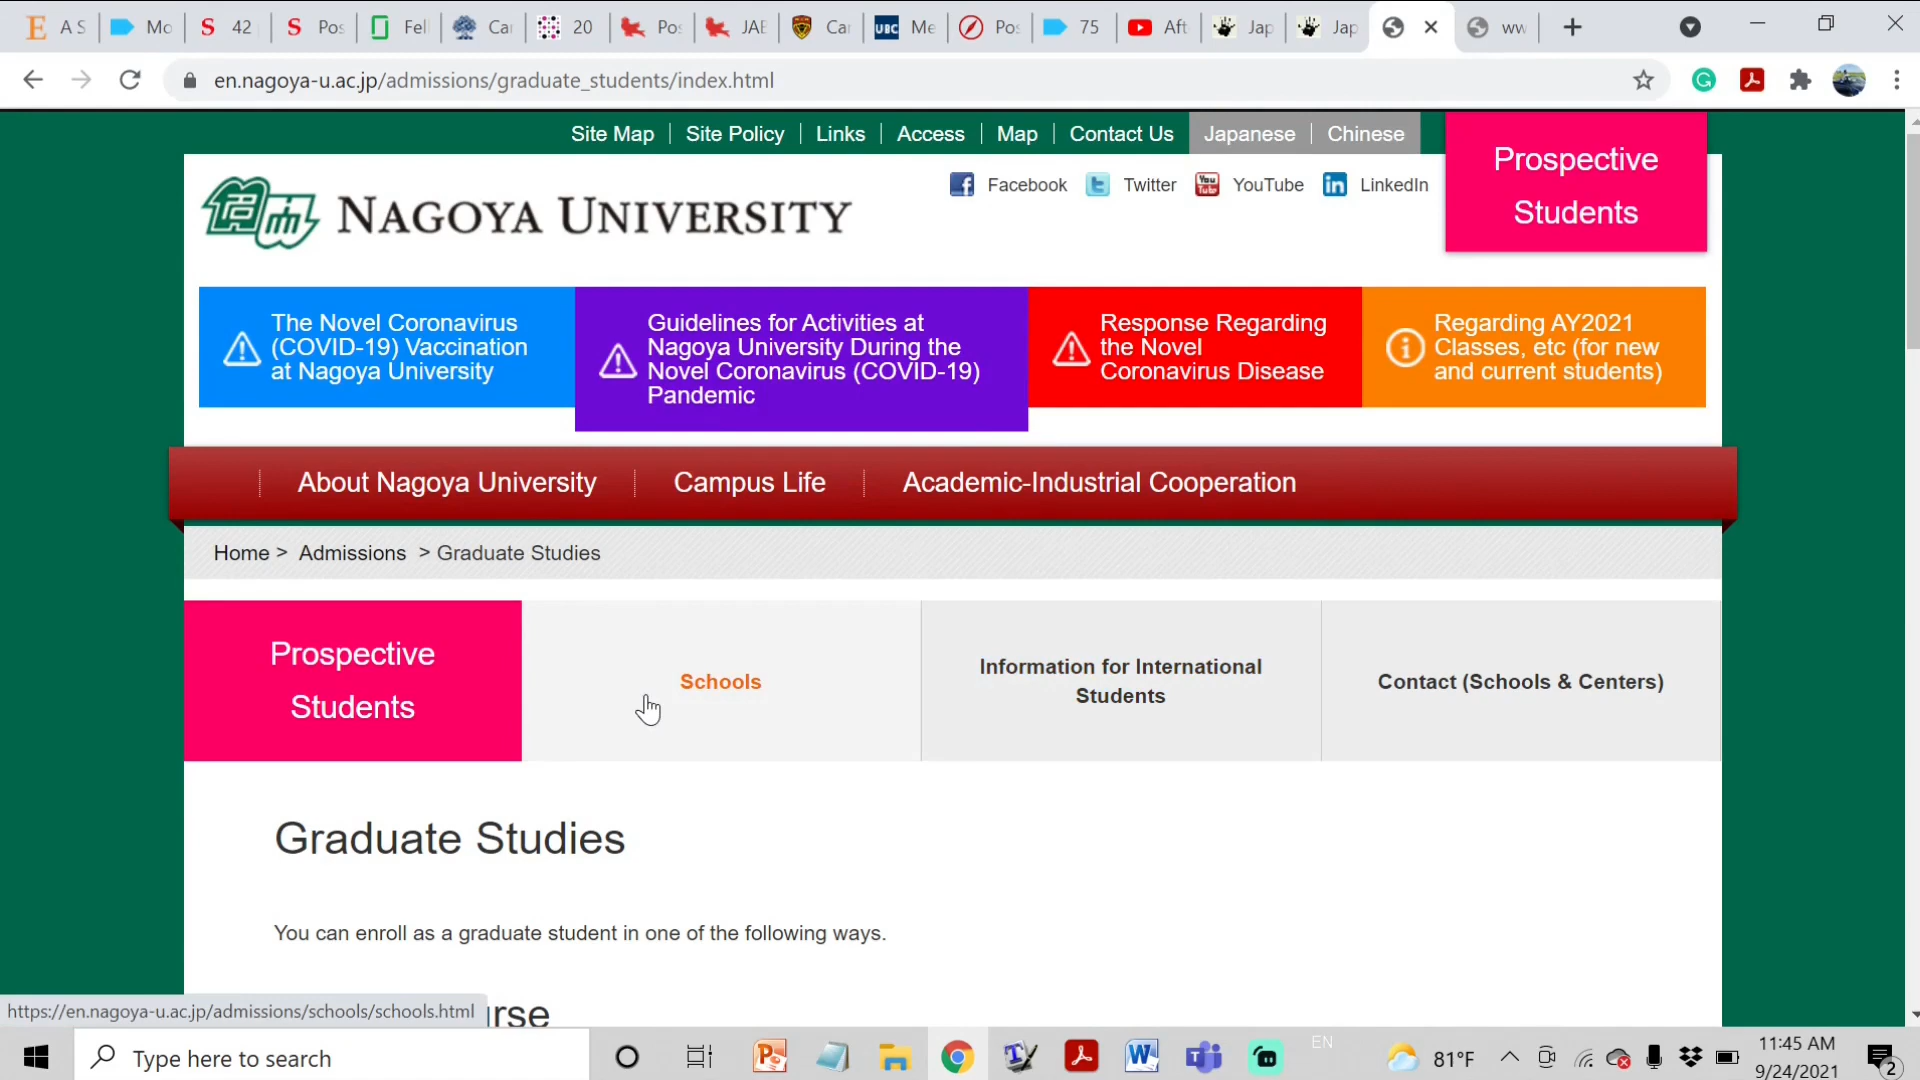 A S
Mo
42
Pos
Fel
Car
20
Pos
JAE
Car
UBC
Me
Po
75
Aft
Jap
Jap
ww
en.nagoya-u.ac.jp/admissions/graduate_students/index.html
Site Map
Site Policy
Links
Access
Map
Contact Us
Japanese
Chinese
Prospective
Students
NAGOYA UNIVERSITY
Facebook
Twitter
YouTube
LinkedIn
The Novel Coronavirus
(COVID-19) Vaccination
at Nagoya University
Guidelines for Activities at
Nagoya University During the
Novel Coronavirus (COVID-19)
Pandemic
Response Regarding
the Novel
Coronavirus Disease
Regarding AY2021
Classes, etc (for new
and current students)
About Nagoya University
Campus Life
Academic-Industrial Cooperation
Home > Admissions > Graduate Studies
Prospective
Students
Schools
Information for International
Students
Contact (Schools & Centers)
Graduate Studies
You can enroll as a graduate student in one of the following ways.
https://en.nagoya-u.ac.jp/admissions/schools/schools.html
rse
Type here to search
EN
81°F
11:45 AM
9/24/2021
2